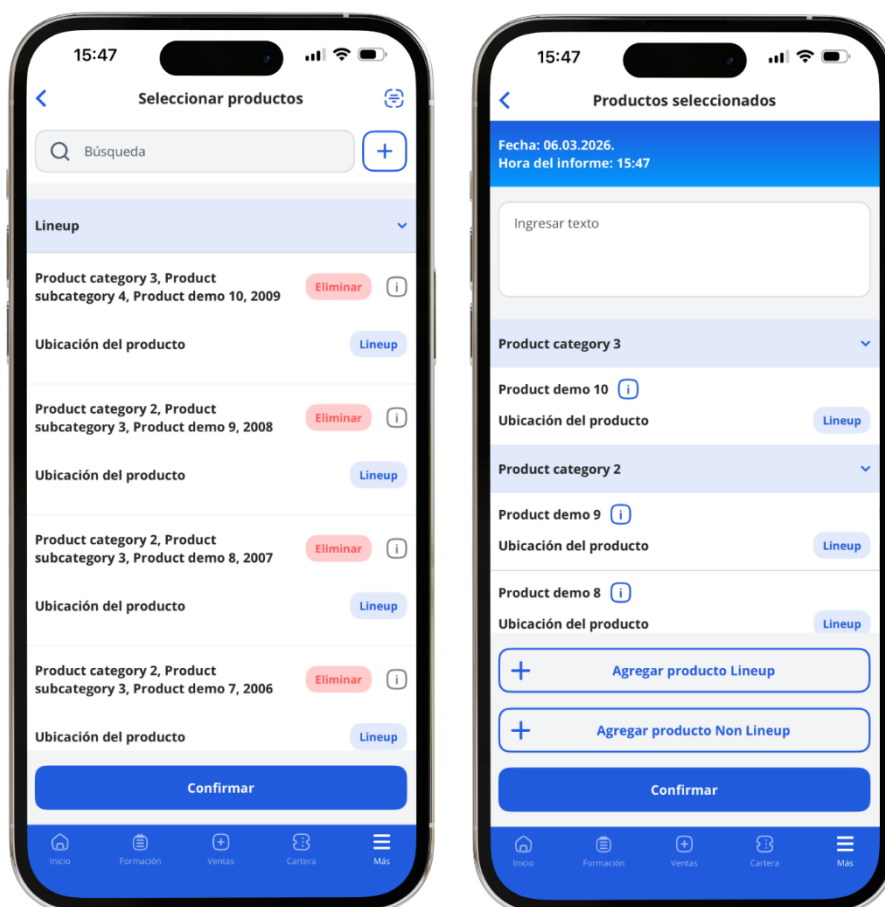 15:47
Seleccionar productos
Búsqueda
Lineup
Product category 3, Product
subcategory 4, Product demo 10, 2009
Eliminar
Ubicación del producto
Lineup
Product category 2, Product
subcategory 3, Product demo 9, 2008
Eliminar
Ubicación del producto
Lineup
Product category 2, Product
subcategory 3, Product demo 8, 2007
Eliminar
Ubicación del producto
Lineup
Product category 2, Product
subcategory 3, Product demo 7, 2006
Eliminar
Ubicación del producto
Lineup
Confirmar
Inicio
Formación
Ventas
Cartera
Más
15:47
Productos seleccionados
Fecha: 06.03.2026.
Hora del informe: 15:47
Ingresar texto
Product category 3
Product demo 10
Ubicación del producto
Lineup
Product category 2
Product demo 9
Ubicación del producto
Lineup
Product demo 8
Ubicación del producto
Lineup
Agregar producto Lineup
Agregar producto Non Lineup
Confirmar
Inicio
Formación
Ventas
Cartera
Más